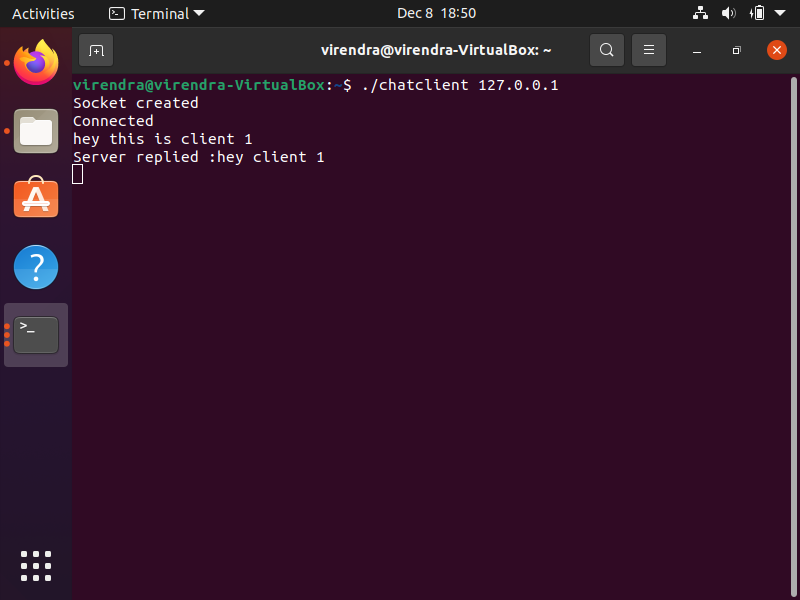 Activities
Terminal
Dec 8 18:50
virendra@virendra-VirtualBox: ~
virendra@virendra-VirtualBox:~$ ./chatclient 127.0.0.1
Socket created
Connected
hey this is client 1
Server replied :hey client 1